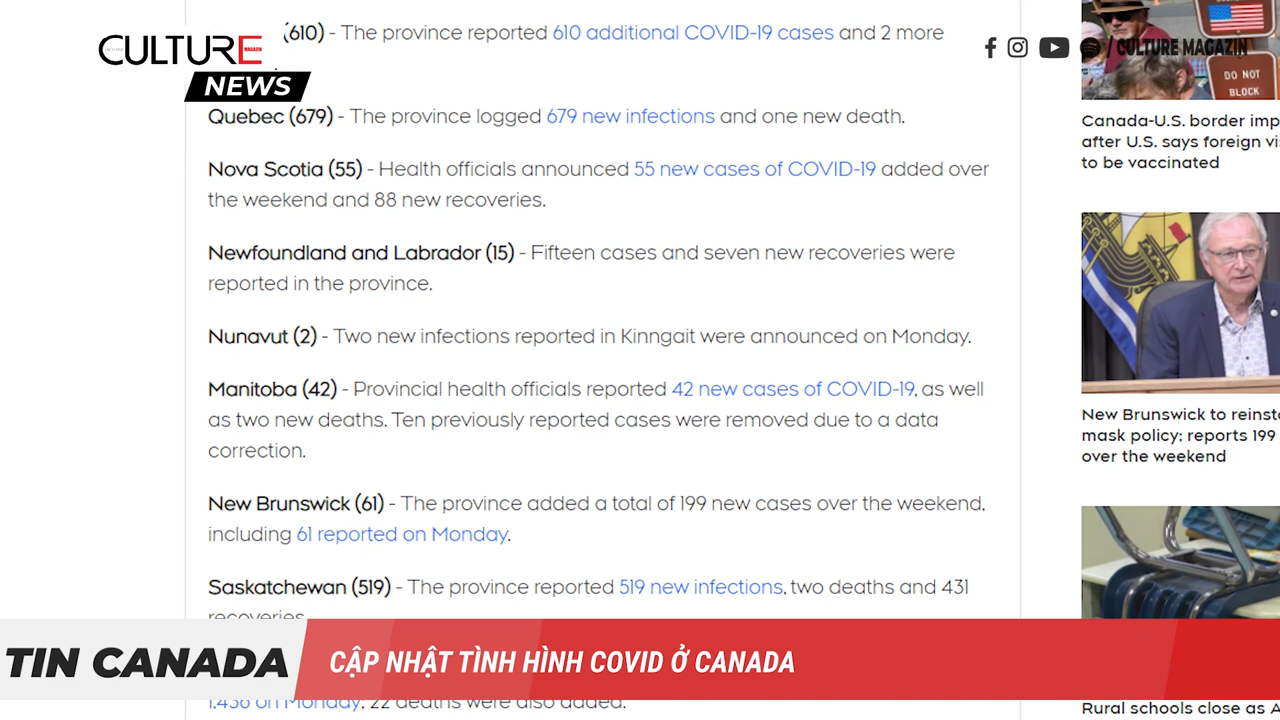 (610) - The province reported 610 additional COVID-19 cases and 2 more
CULTURE
MAGAZIN
NEWS
/ CULTURE MAGAZIN
Quebec (679) - The province logged 679 new infections and one new death.
Nova Scotia (55) - Health officials announced 55 new cases of COVID-19 added over
the weekend and 88 new recoveries.
Newfoundland and Labrador (15) - Fifteen cases and seven new recoveries were
reported in the province.
Nunavut (2) - Two new infections reported in Kinngait were announced on Monday.
Manitoba (42) - Provincial health officials reported 42 new cases of COVID-19, as well
as two new deaths. Ten previously reported cases were removed due to a data
correction.
New Brunswick (61) - The province added a total of 199 new cases over the weekend,
including 61 reported on Monday.
Saskatchewan (519) - The province reported 519 new infections, two deaths and 431
recoveries
1,436 on Monday. 22 deaths were also added.
DO NOT
BLOCK
Canada-U.S. border imp
after U.S. says foreign vi
to be vaccinated
New Brunswick to reinst
mask policy; reports 199
over the weekend
Rural schools close as A
TIN CANADA
CẬP NHẬT TÌNH HÌNH COVID Ở CANADA